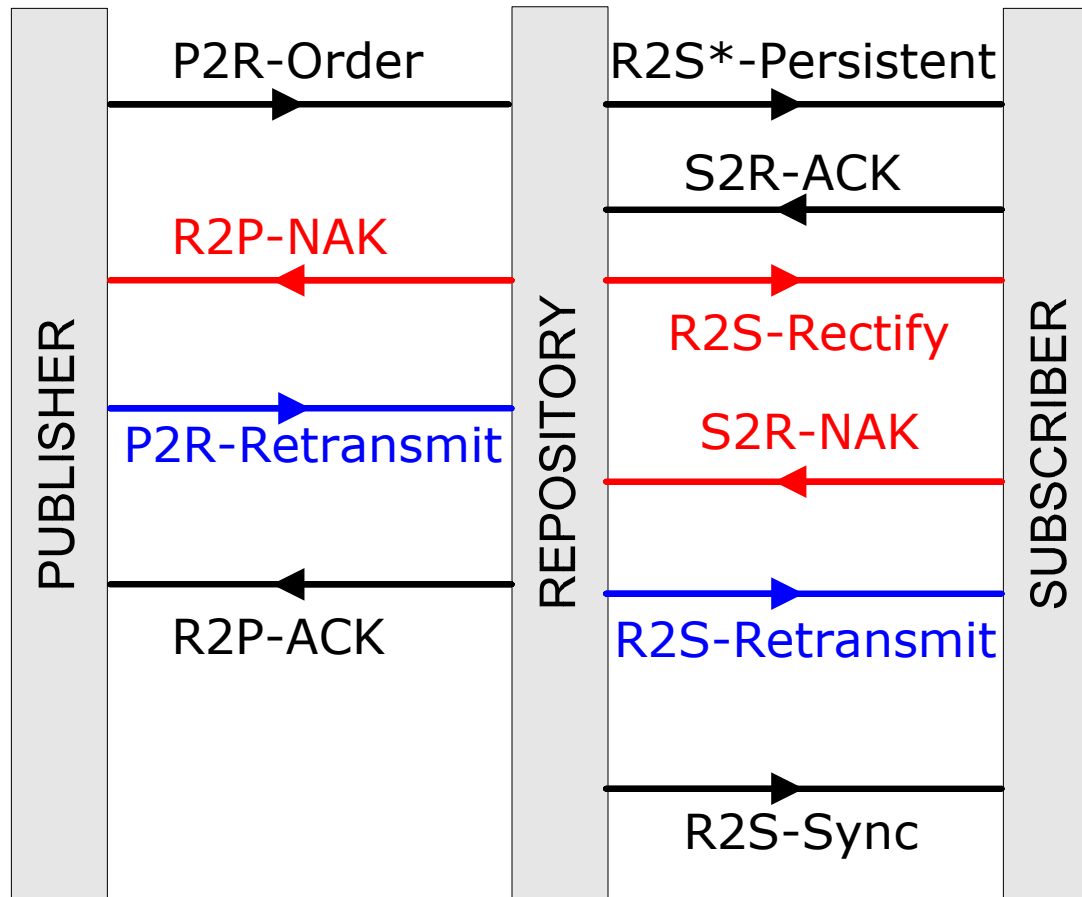 P2R-Order
R2S*-Persistent
S2R-ACK
R2P-NAK
R2S-Rectify
P2R-Retransmit
S2R-NAK
R2P-ACK
R2S-Retransmit
R2S-Sync
PUBLISHER
REPOSITORY
SUBSCRIBER